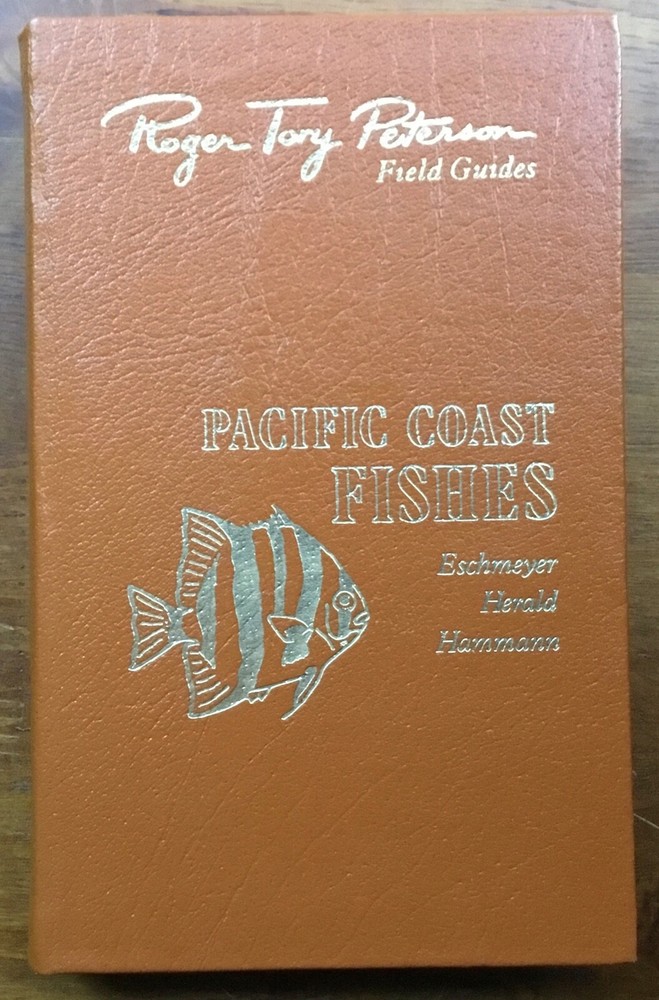 Roger Tory Peterson
Field Guides
PACIFIC COAST
FISHES
Eschmeyer
Herald
Hammann